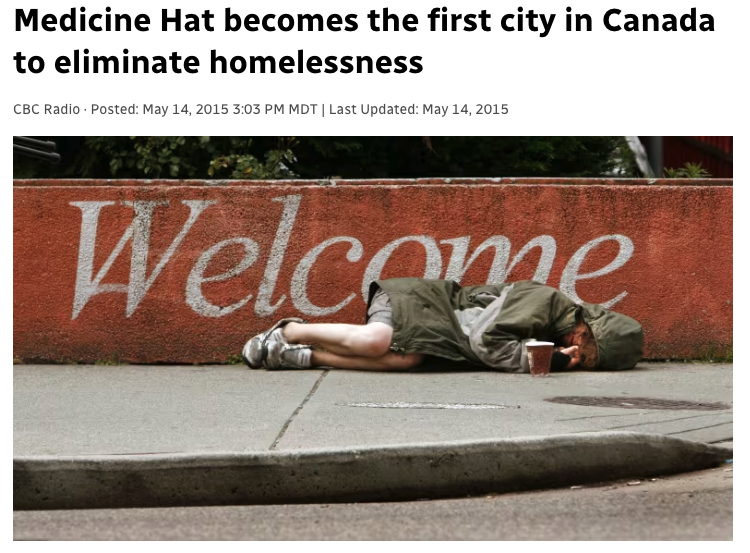 Medicine Hat becomes the first city in Canada
to eliminate homelessness
CBC Radio · Posted: May 14, 2015 3:03 PM MDT | Last Updated: May 14, 2015
Welcome